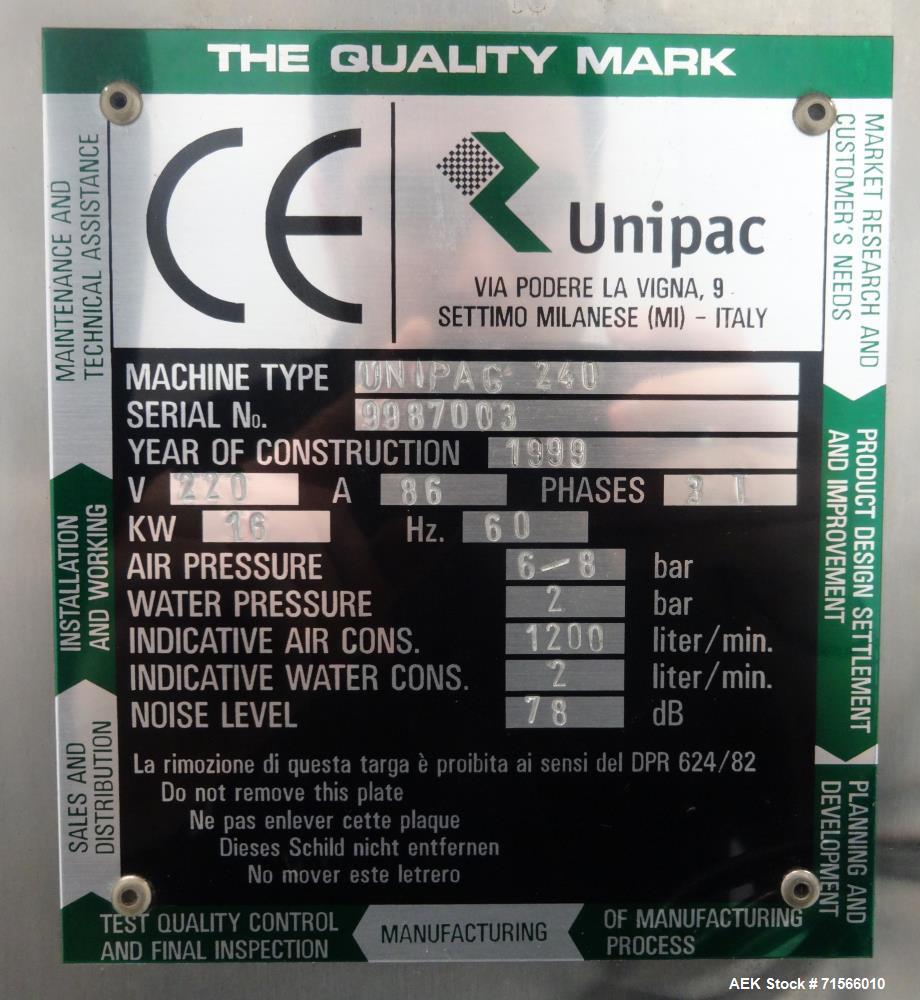 THE QUALITY MARK
CE
Unipac
VIA PODERE LA VIGNA, 9
SETTIMO MILANESE (MI) - ITALY
MACHINE TYPE UNIPAC 240
SERIAL No. 9987003
YEAR OF CONSTRUCTION 1999
V 220 A 86 PHASES 3 T
KW 16 Hz. 60
AIR PRESSURE 6-8 bar
WATER PRESSURE 2 bar
INDICATIVE AIR CONS. 1200 liter/min.
INDICATIVE WATER CONS. 2 liter/min.
NOISE LEVEL 78 dB
La rimozione di questa targa è proibita ai sensi del DPR 624/82
Do not remove this plate
Ne pas enlever cette plaque
Dieses Schild nicht entfernen
No mover este letrero
MARKET RESEARCH AND
CUSTOMER'S NEEDS
PRODUCT DESIGN SETTLEMENT
AND IMPROVEMENT
PLANNING AND
DEVELOPMENT
OF MANUFACTURING
PROCESS
MANUFACTURING
TEST QUALITY CONTROL
AND FINAL INSPECTION
SALES AND
DISTRIBUTION
INSTALLATION
AND WORKING
MAINTENANCE AND
TECHNICAL ASSISTANCE
AEK Stock # 71566010